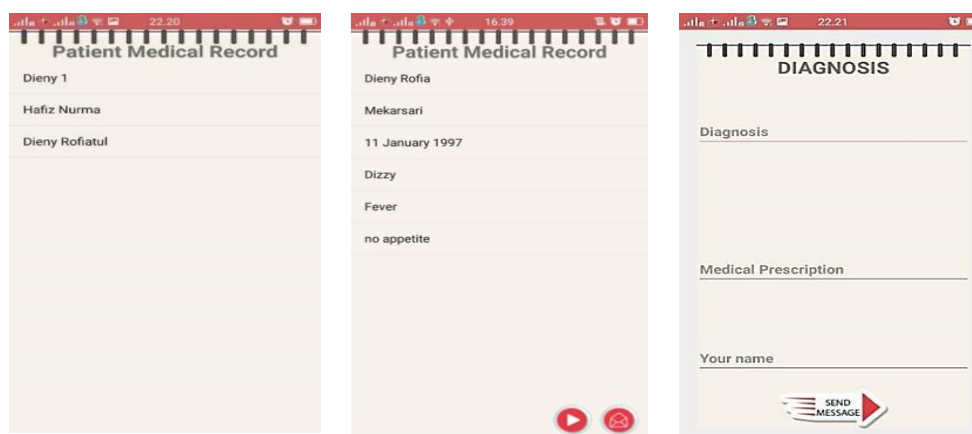 22.20
Patient Medical Record
Dieny 1
Hafiz Nurma
Dieny Rofiatul
16.39
Patient Medical Record
Dieny Rofia
Mekarsari
11 January 1997
Dizzy
Fever
no appetite
22.21
DIAGNOSIS
Diagnosis
Medical Prescription
Your name
SEND
MESSAGE